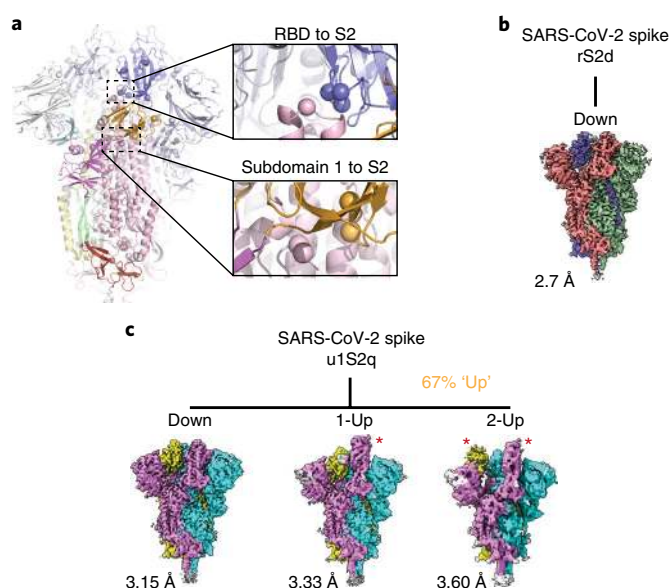 a
RBD to S2
Subdomain 1 to S2
b
SARS-CoV-2 spike
rS2d
Down
2.7 Å
c
SARS-CoV-2 spike
u1S2q
67% 'Up'
Down
1-Up
2-Up
*
*
*
3.15 Å
3.33 Å
3.60 Å